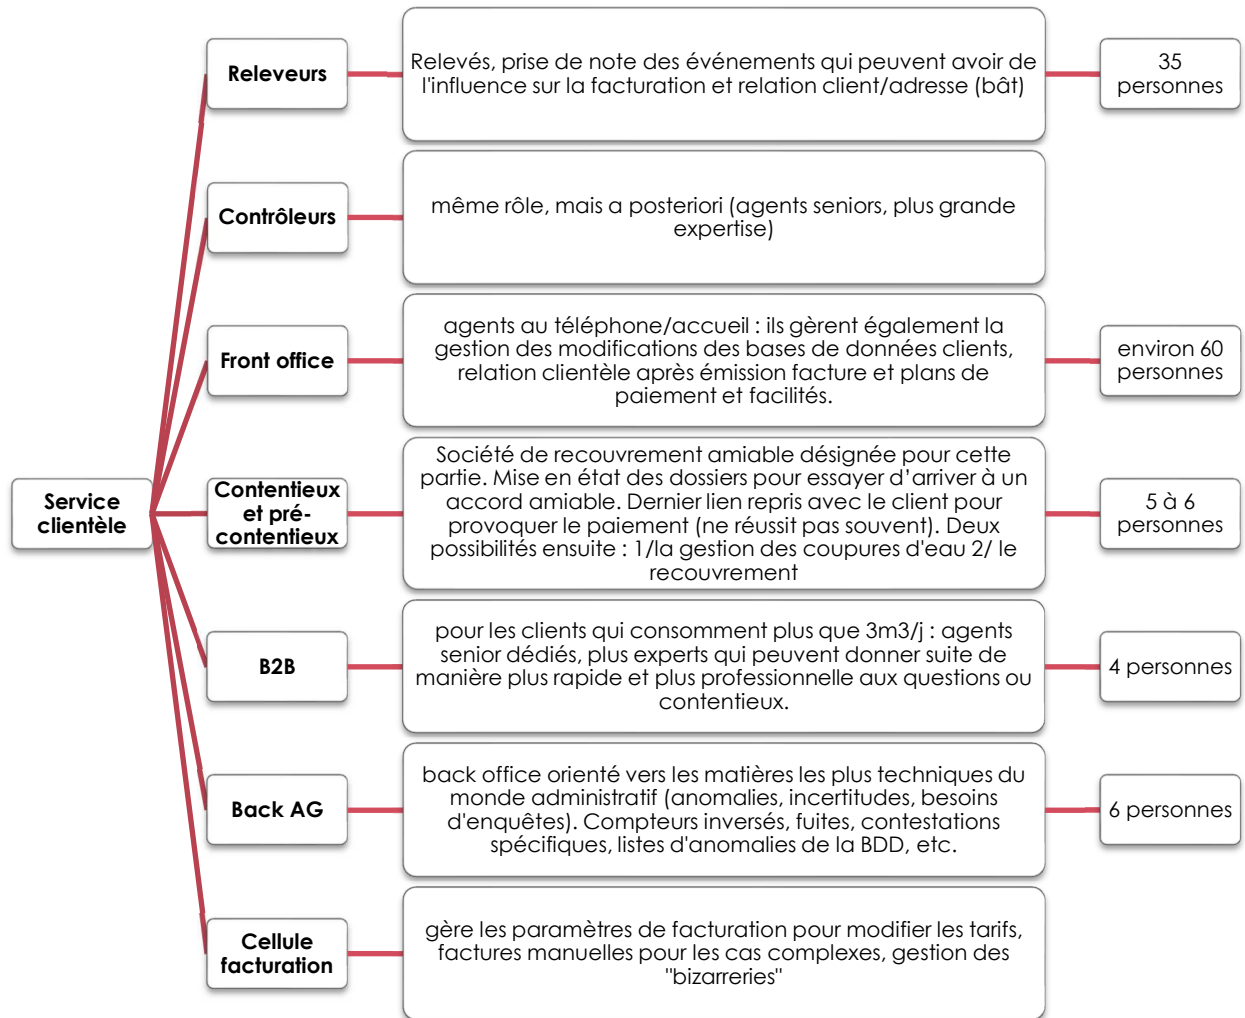 Service
clientèle
Releveurs
Relevés, prise de note des événements qui peuvent avoir de
l'influence sur la facturation et relation client/adresse (bât)
35
personnes
Contrôleurs
même rôle, mais a posteriori (agents seniors, plus grande
expertise)
Front office
agents au téléphone/accueil : ils gèrent également la
gestion des modifications des bases de données clients,
relation clientèle après émission facture et plans de
paiement et facilités.
environ 60
personnes
Contentieux
et pré-
contentieux
Société de recouvrement amiable désignée pour cette
partie. Mise en état des dossiers pour essayer d’arriver à un
accord amiable. Dernier lien repris avec le client pour
provoquer le paiement (ne réussit pas souvent). Deux
possibilités ensuite : 1/la gestion des coupures d'eau 2/ le
recouvrement
5 à 6
personnes
B2B
pour les clients qui consomment plus que 3m3/j : agents
senior dédiés, plus experts qui peuvent donner suite de
manière plus rapide et plus professionnelle aux questions ou
contentieux.
4 personnes
Back AG
back office orienté vers les matières les plus techniques du
monde administratif (anomalies, incertitudes, besoins
d'enquêtes). Compteurs inversés, fuites, contestations
spécifiques, listes d'anomalies de la BDD, etc.
6 personnes
Cellule
facturation
gère les paramètres de facturation pour modifier les tarifs,
factures manuelles pour les cas complexes, gestion des
"bizarreries"